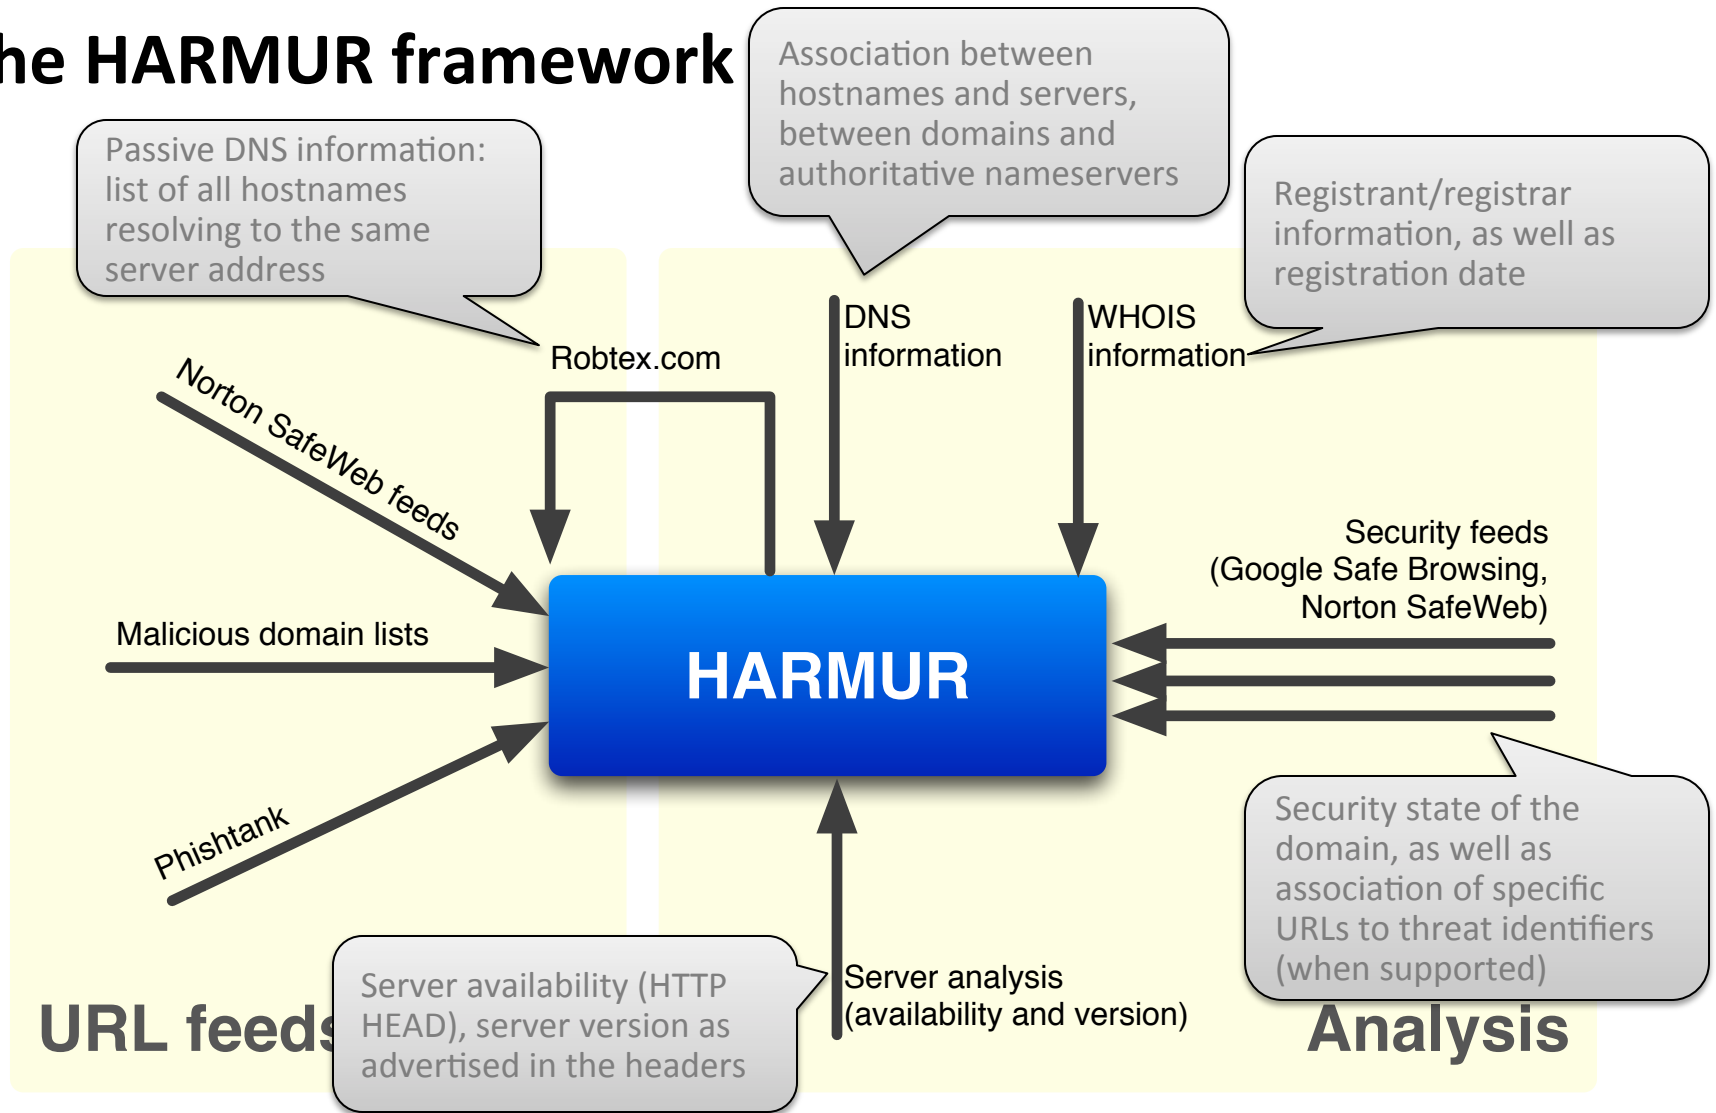 he HARMUR framework
Association between
hostnames and servers,
between domains and
authoritative nameservers
Passive DNS information:
list of all hostnames
resolving to the same
server address
Registrant/registrar
information, as well as
registration date
DNS
information
WHOIS
information
Robtex.com
Norton SafeWeb feeds
Malicious domain lists
Phishtank
HARMUR
Security feeds
(Google Safe Browsing,
Norton SafeWeb)
Security state of the
domain, as well as
association of specific
URLs to threat identifiers
(when supported)
Server availability (HTTP
HEAD), server version as
advertised in the headers
Server analysis
(availability and version)
URL feeds
Analysis